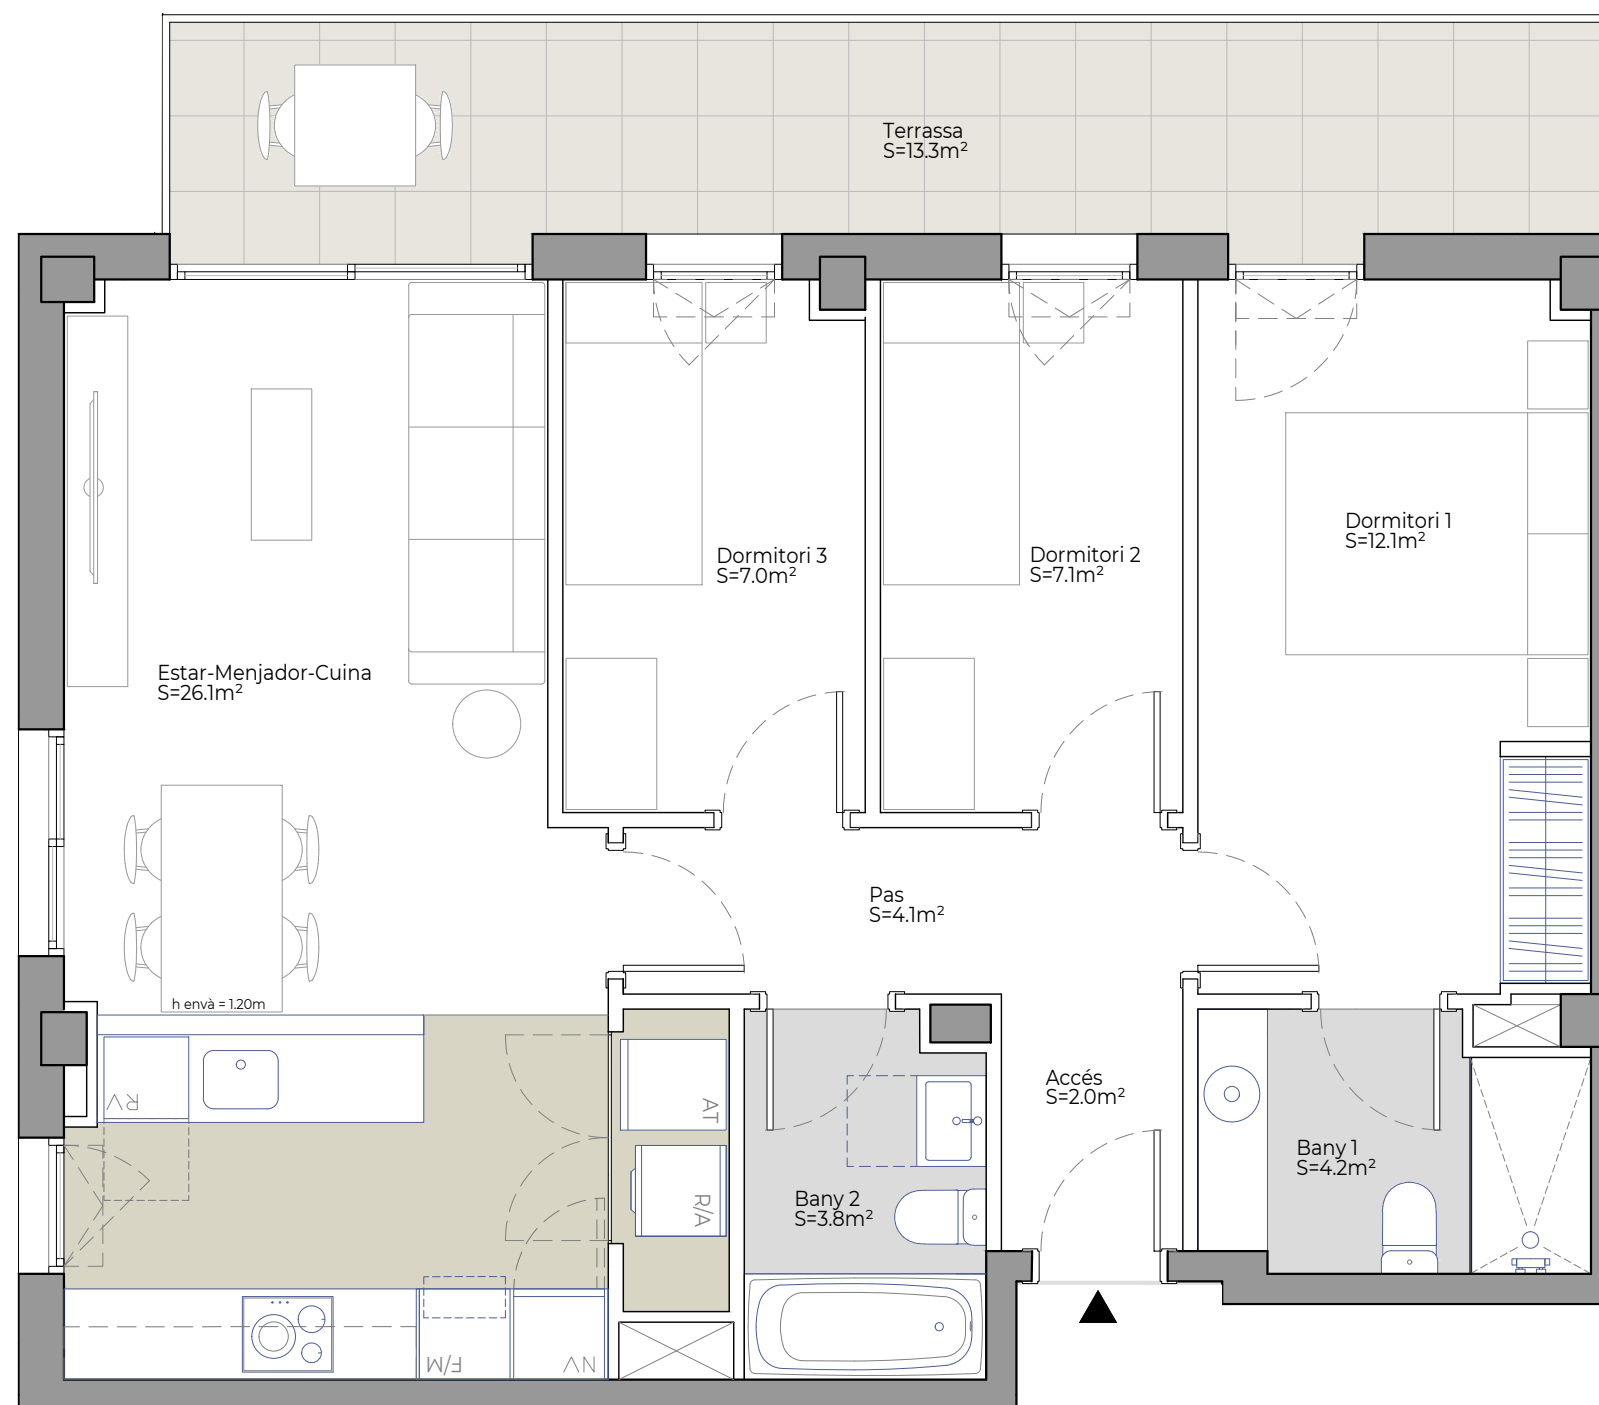 Terrassa
S=13.3m²
Dormitori 1
S=12.1m²
Dormitori 3
S=7.0m²
Dormitori 2
S=7.1m²
Estar-Menjador-Cuina
S=26.1m²
Pas
S=4.1m²
h envà = 1.20m
Accés
S=2.0m²
RV
AT
Bany 1
S=4.2m²
Bany 2
S=3.8m²
R/A
F/M
NV